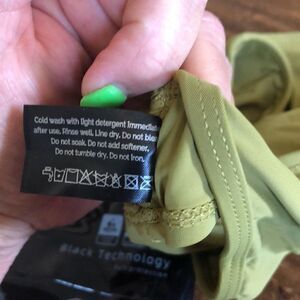 Cold wash with light detergent immediat
after use. Rinse well. Line dry. Do not ble
Do not soak. Do not add softener.
Do not tumble dry. Do not iron.
Black Technology